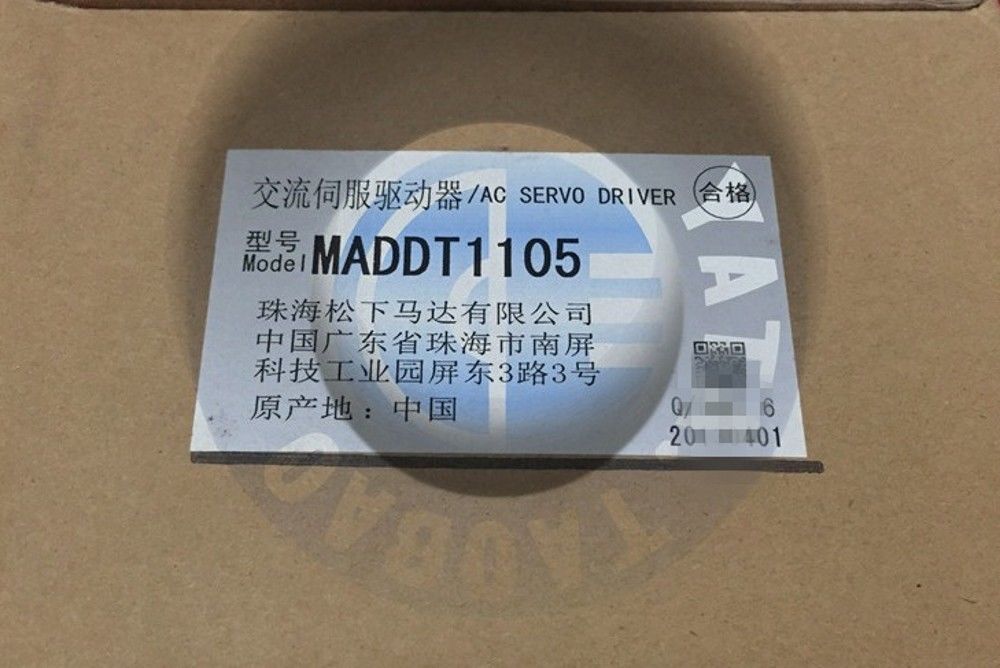 交流伺服驱动器/AC SERVO DRIVER 合格
型号
Model MADDT1105
珠海松下马达有限公司
中国广东省珠海市南屏
科技工业园屏东3路3号
原产地：中国
TAOBAO